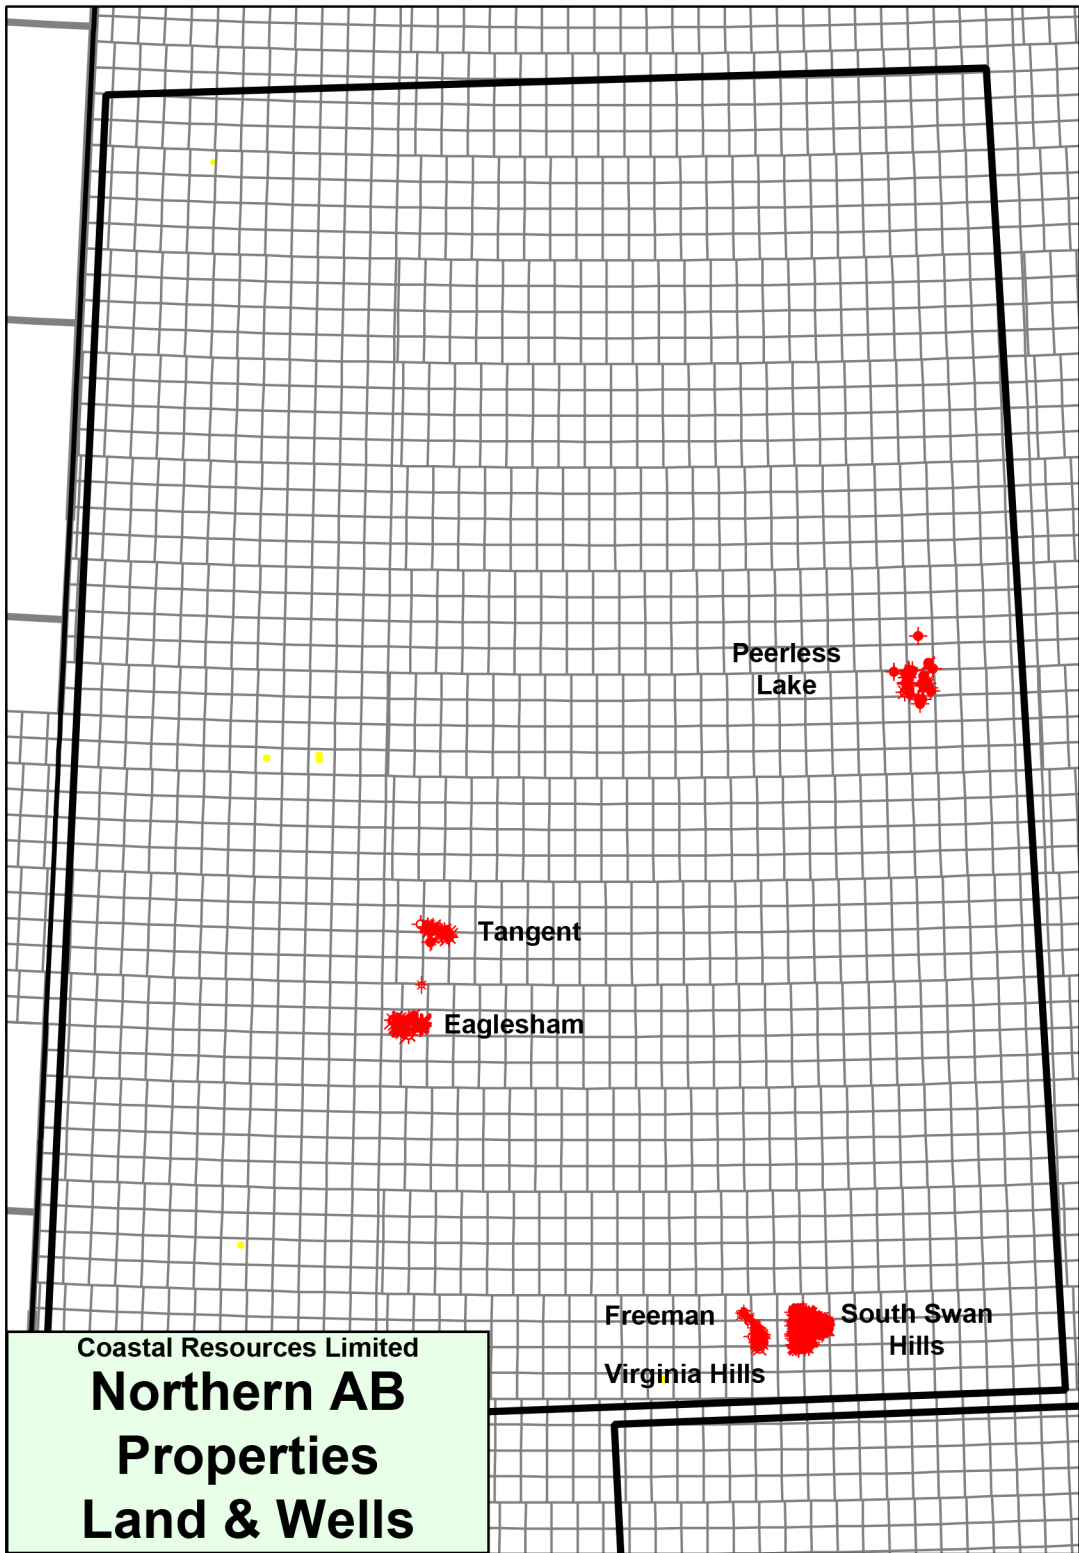 Peerless
Lake
Tangent
Eaglesham
Freeman
South Swan
Hills
Virginia Hills
Coastal Resources Limited
Northern AB
Properties
Land & Wells